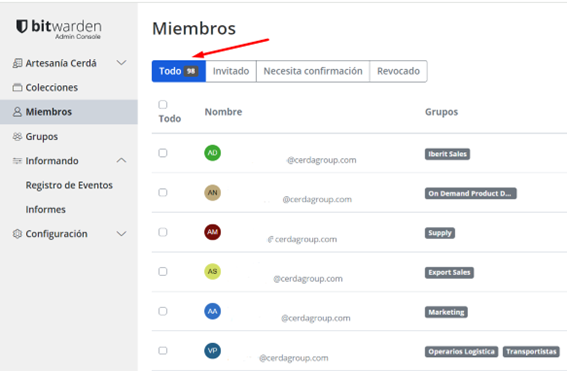 bitwarden
Admin Console
Artesanía Cerdá
Colecciones
Miembros
Grupos
Informando
Registro de Eventos
Informes
Configuración
Miembros
Todo 98
Invitado
Necesita confirmación
Revocado
Todo
Nombre
Grupos
AD
@cerdagroup.com
Iberit Sales
AN
@cerdagroup.com
On Demand Product D...
AM
@cerdagroup.com
Supply
AS
@cerdagroup.com
Export Sales
AA
@cerdagroup.com
Marketing
VP
@cerdagroup.com
Operarios Logistica
Transportistas